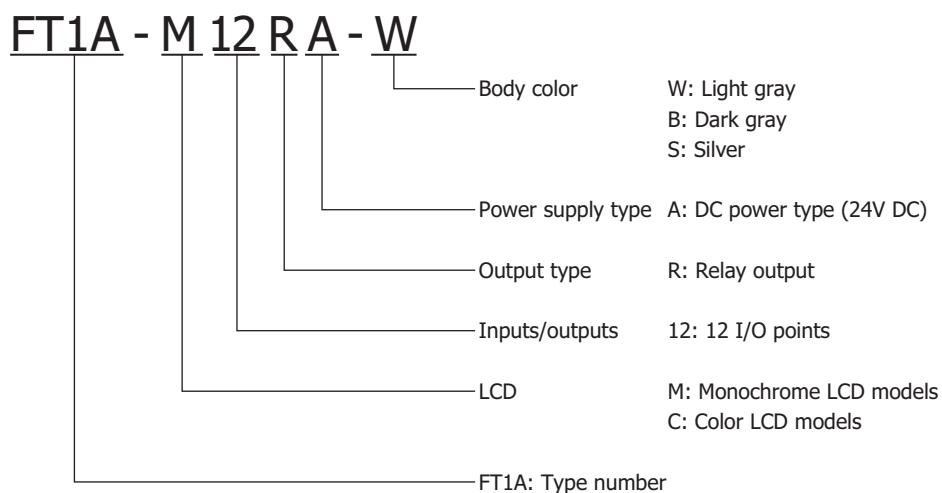 FT1A - M 12 R A - W
Body color W: Light gray
B: Dark gray
S: Silver
Power supply type A: DC power type (24V DC)
Output type R: Relay output
Inputs/outputs 12: 12 I/O points
LCD M: Monochrome LCD models
C: Color LCD models
FT1A: Type number